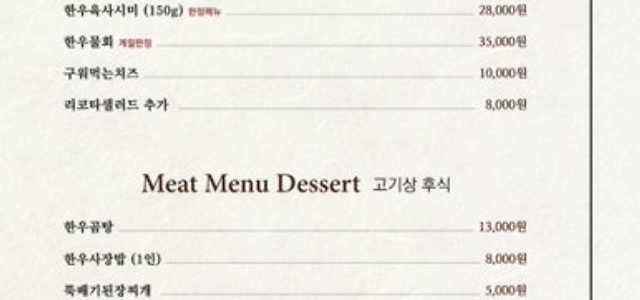 한우육사시미 (150g) 한정메뉴 28,000원
한우물회 계절한정 35,000원
구워먹는치즈 10,000원
리코타샐러드 추가 8,000원
Meat Menu Dessert 고기상 후식
한우곰탕 13,000원
한우사장밥 (1인) 8,000원
뚝배기된장찌개 5,000원